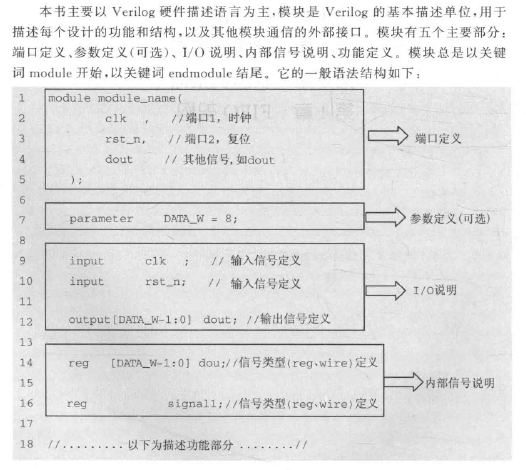 本书主要以 Verilog 硬件描述语言为主,模块是 Verilog 的基本描述单位,用于
描述每个设计的功能和结构,以及其他模块通信的外部接口。模块有五个主要部分:
端口定义、参数定义(可选)、I/O 说明、内部信号说明、功能定义。模块总是以关键
词 module 开始,以关键词 endmodule 结尾。它的一般语法结构如下:
1 module module_name(
2 clk , //端口1, 时钟
3 rst_n, //端口2, 复位
4 dout // 其他信号,如dout
5 );
端口定义
6
7 parameter DATA_W = 8;
参数定义(可选)
8
9 input clk ; // 输入信号定义
10 input rst_n; // 输入信号定义
11
12 output[DATA_W-1:0] dout; //输出信号定义
I/O说明
13
14 reg [DATA_W-1:0] dou;//信号类型(reg、wire)定义
15
16 reg signal1;//信号类型(reg、wire)定义
内部信号说明
17
18 //.........以下为描述功能部分........//